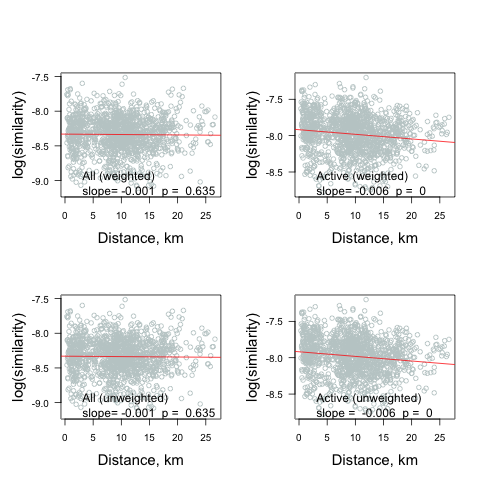 -7.5
-8.0
-8.5
-9.0
log(similarity)
All (weighted)
slope= -0.001 p = 0.635
0 5 10 15 20 25
Distance, km
-7.5
-8.0
-8.5
log(similarity)
Active (weighted)
slope= -0.006 p = 0
0 5 10 15 20 25
Distance, km
-7.5
-8.0
-8.5
-9.0
log(similarity)
All (unweighted)
slope= -0.001 p = 0.635
0 5 10 15 20 25
Distance, km
-7.5
-8.0
-8.5
log(similarity)
Active (unweighted)
slope = -0.006 p = 0
0 5 10 15 20 25
Distance, km